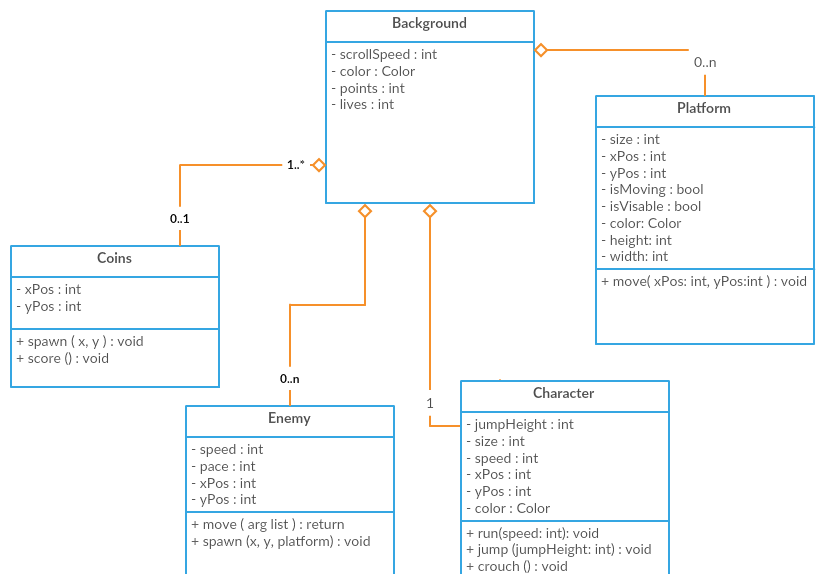 Background
- scrollSpeed : int
- color : Color
- points : int
- lives : int
0..n
Platform
- size : int
- xPos : int
- yPos : int
- isMoving : bool
- isVisable : bool
- color: Color
- height: int
- width: int
+ move( xPos: int, yPos:int ) : void
1..*
0..1
Coins
- xPos : int
- yPos : int
+ spawn ( x, y ) : void
+ score () : void
0..n
Enemy
- speed : int
- pace : int
- xPos : int
- yPos : int
+ move ( arg list ) : return
+ spawn (x, y, platform) : void
1
Character
- jumpHeight : int
- size : int
- speed : int
- xPos : int
- yPos : int
- color : Color
+ run(speed: int): void
+ jump (jumpHeight: int) : void
+ crouch () : void